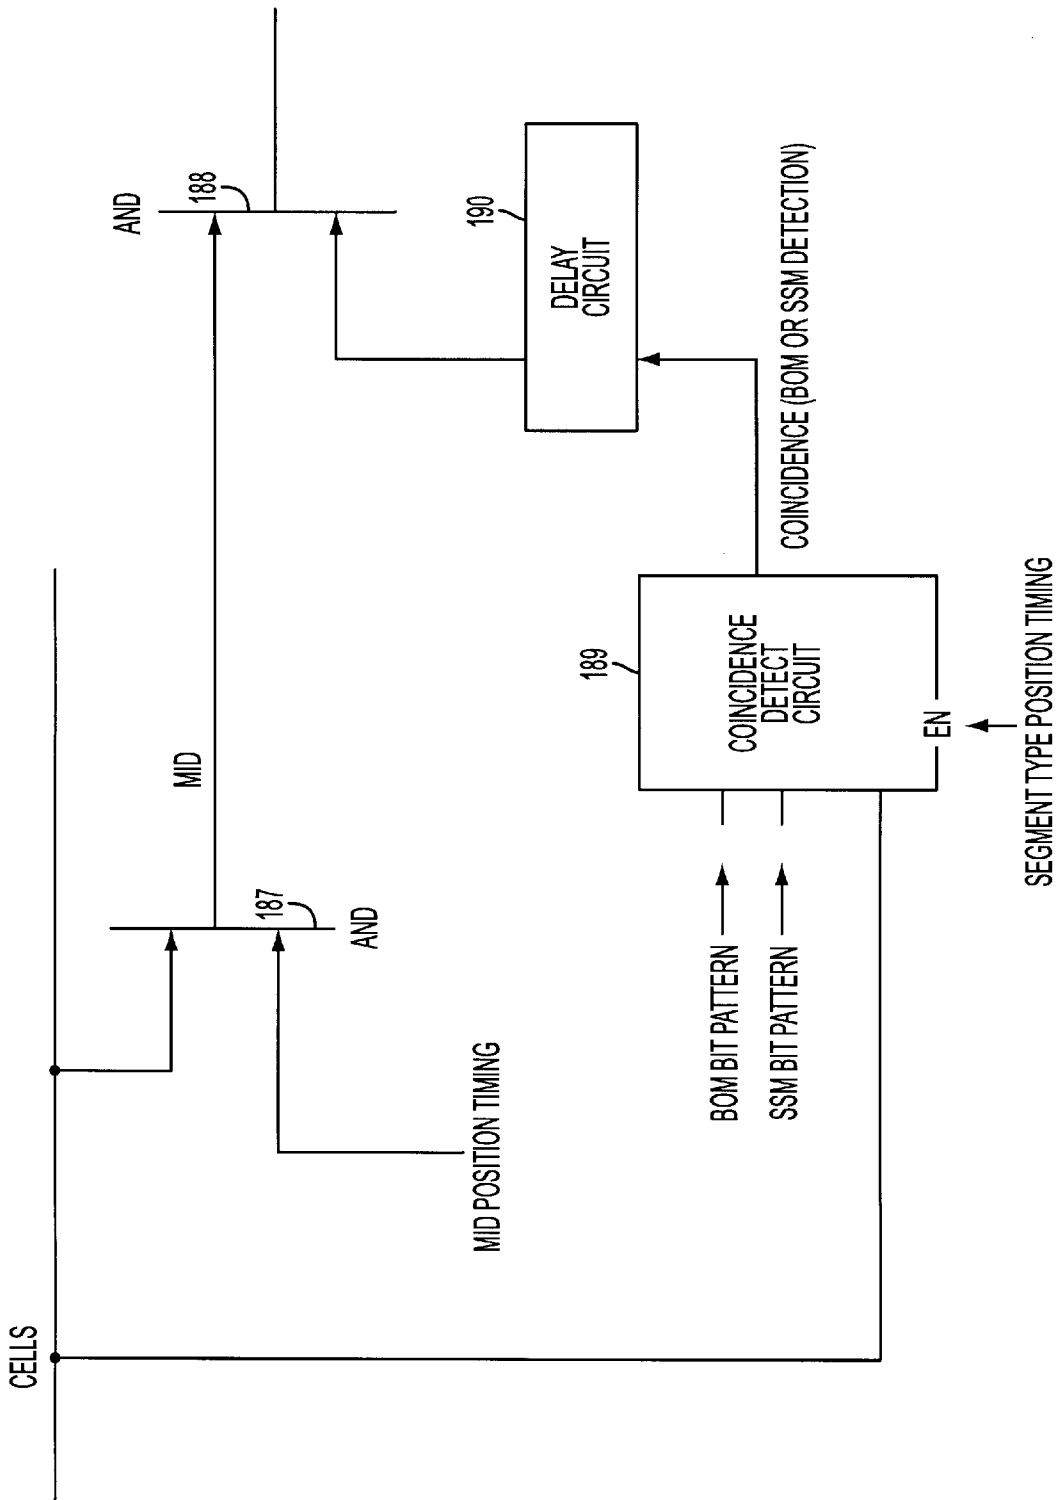 CELLS
MID POSITION TIMING
AND
187
MID
AND
188
BOM BIT PATTERN
SSM BIT PATTERN
189
COINCIDENCE
DETECT
CIRCUIT
EN
SEGMENT TYPE POSITION TIMING
COINCIDENCE (BOM OR SSM DETECTION)
190
DELAY
CIRCUIT